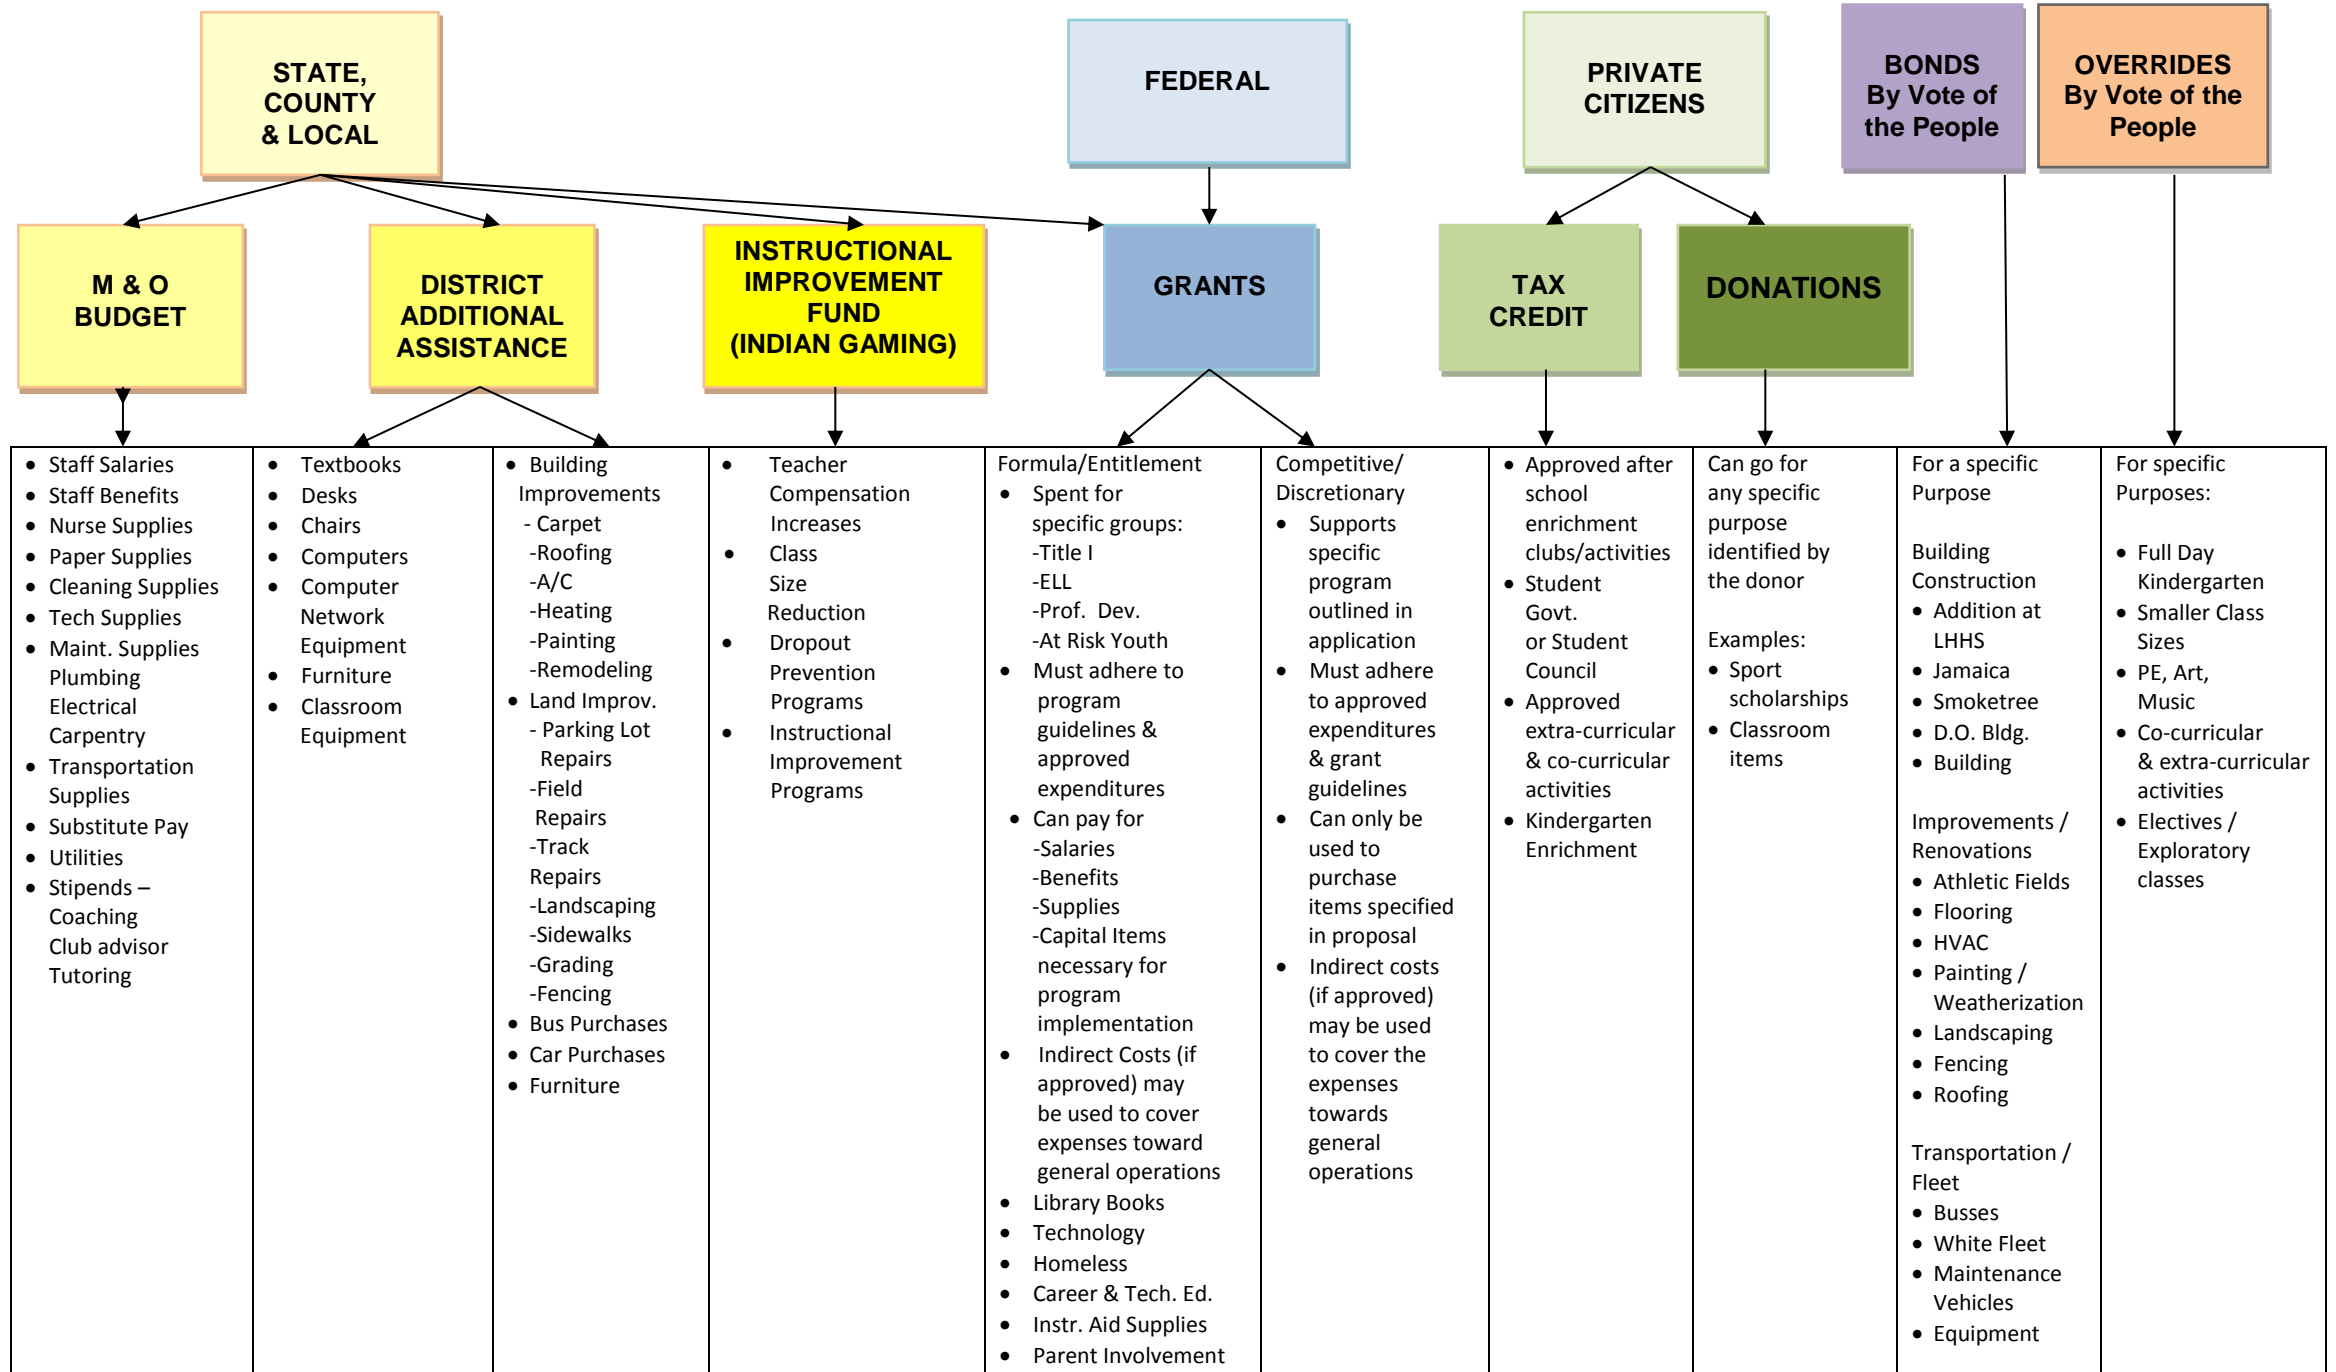 STATE,
COUNTY
& LOCAL
FEDERAL
PRIVATE
CITIZENS
BONDS
By Vote of
the People
OVERRIDES
By Vote of the
People
M & O
BUDGET
DISTRICT
ADDITIONAL
ASSISTANCE
INSTRUCTIONAL
IMPROVEMENT
FUND
(INDIAN GAMING)
GRANTS
TAX
CREDIT
DONATIONS
• Staff Salaries
• Staff Benefits
• Nurse Supplies
• Paper Supplies
• Cleaning Supplies
• Tech Supplies
• Maint. Supplies
Plumbing
Electrical
Carpentry
• Transportation
Supplies
• Substitute Pay
• Utilities
• Stipends –
Coaching
Club advisor
Tutoring
• Textbooks
• Desks
• Chairs
• Computers
• Computer
Network
Equipment
• Furniture
• Classroom
Equipment
• Building
Improvements
- Carpet
-Roofing
-A/C
-Heating
-Painting
-Remodeling
• Land Improv.
- Parking Lot
Repairs
-Field
Repairs
-Track
Repairs
-Landscaping
-Sidewalks
-Grading
-Fencing
• Bus Purchases
• Car Purchases
• Furniture
• Teacher
Compensation
Increases
• Class
Size
Reduction
• Dropout
Prevention
Programs
• Instructional
Improvement
Programs
Formula/Entitlement
• Spent for
specific groups:
-Title I
-ELL
-Prof. Dev.
-At Risk Youth
• Must adhere to
program
guidelines &
approved
expenditures
• Can pay for
-Salaries
-Benefits
-Supplies
-Capital Items
necessary for
program
implementation
• Indirect Costs (if
approved) may
be used to cover
expenses toward
general operations
• Library Books
• Technology
• Homeless
• Career & Tech. Ed.
• Instr. Aid Supplies
• Parent Involvement
Competitive/
Discretionary
• Supports
specific
program
outlined in
application
• Must adhere
to approved
expenditures
& grant
guidelines
• Can only be
used to
purchase
items specified
in proposal
• Indirect costs
(if approved)
may be used
to cover the
expenses
towards
general
operations
• Approved after
school
enrichment
clubs/activities
• Student
Govt.
or Student
Council
• Approved
extra-curricular
& co-curricular
activities
• Kindergarten
Enrichment
Can go for
any specific
purpose
identified by
the donor
Examples:
• Sport
scholarships
• Classroom
items
For a specific
Purpose
Building
Construction
• Addition at
LHHS
• Jamaica
• Smoketree
• D.O. Bldg.
• Building
Improvements /
Renovations
• Athletic Fields
• Flooring
• HVAC
• Painting /
Weatherization
• Landscaping
• Fencing
• Roofing
Transportation /
Fleet
• Busses
• White Fleet
• Maintenance
Vehicles
• Equipment
For specific
Purposes:
• Full Day
Kindergarten
• Smaller Class
Sizes
• PE, Art,
Music
• Co-curricular
& extra-curricular
activities
• Electives /
Exploratory
classes